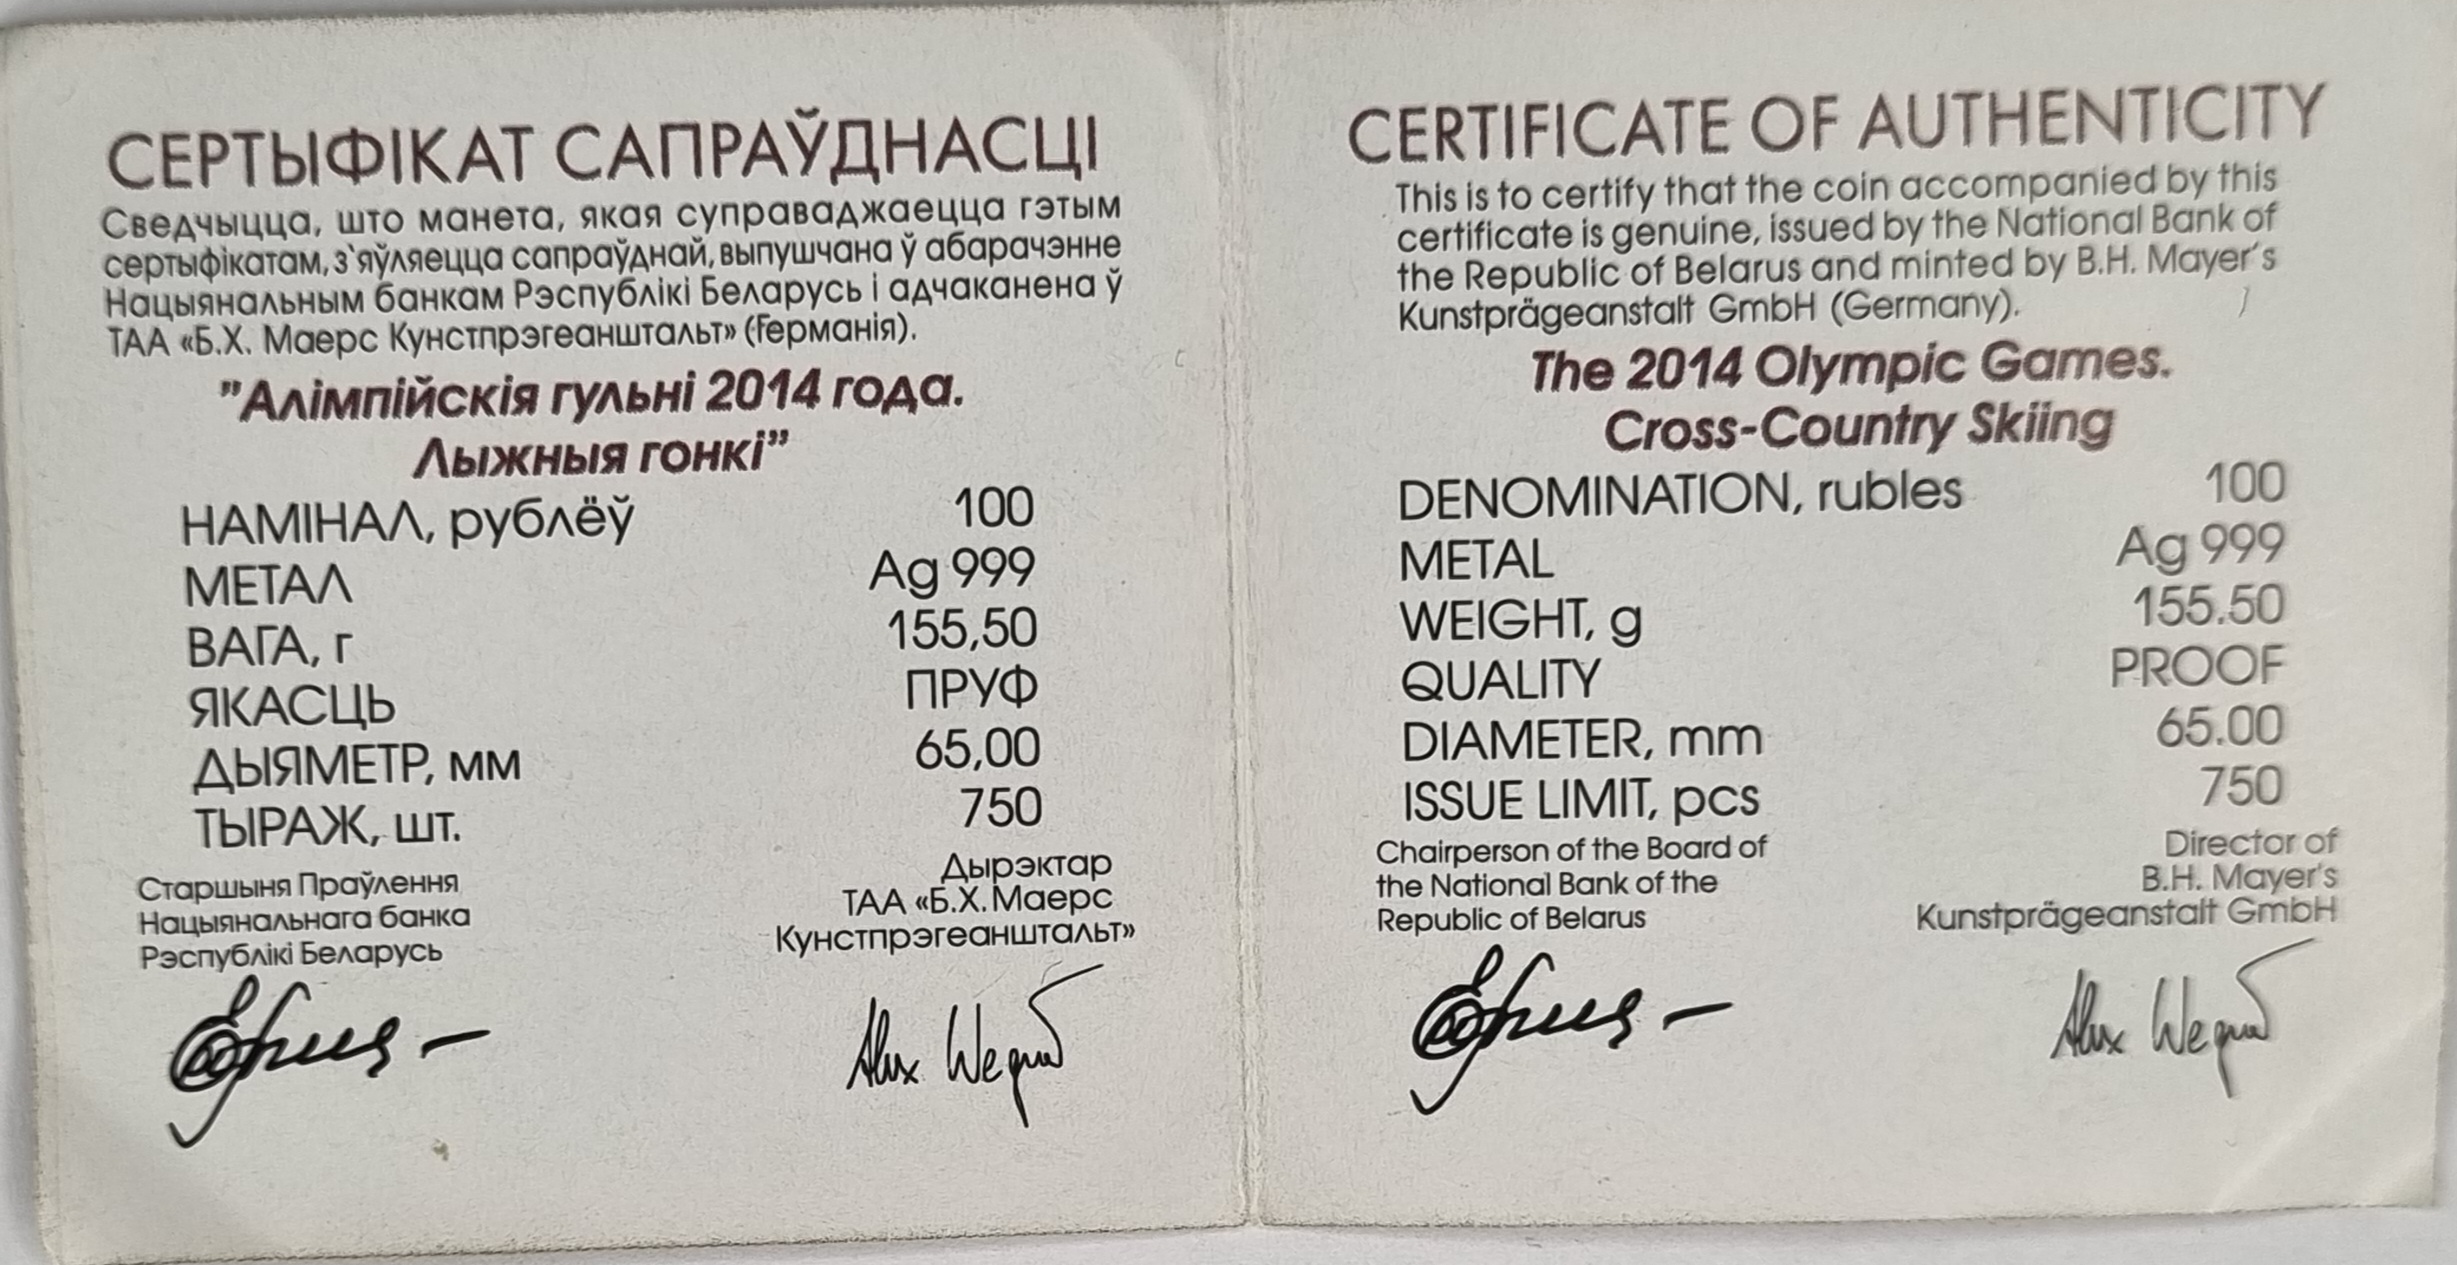 СЕРТЫФІКАТ САПРАЎДНАСЦІ
Сведчыцца, што манета, якая суправаджаецца гэтым
сертыфікатам, з'яўляецца сапраўднай, выпушчана ў абарачэнне
Нацыянальным банкам Рэспублікі Беларусь і адчаканена ў
ТАА «Б.Х. Маерс Кунстпрэгеаншtальт» (Германія).
"Алімпійскія гульні 2014 года.
Лыжныя гонкі"
НАМІНАЛ, рублёў 100
МЕТАЛ Ag 999
ВАГА, г 155,50
ЯКАСЦЬ ПРУФ
ДЫЯМЕТР, мм 65,00
ТЫРАЖ, шт. 750
Старшыня Праўлення
Нацыянальнага банка
Рэспублікі Беларусь
Дырэктар
ТАА «Б.Х. Маерс
Кунстпрэгеанштальт»
Alex
CERTIFICATE OF AUTHENTICITY
This is to certify that the coin accompanied by this
certificate is genuine, issued by the National Bank of
the Republic of Belarus and minted by B.H. Mayer's
Kunstprägeanstalt GmbH (Germany).
The 2014 Olympic Games.
Cross-Country Skiing
DENOMINATION, rubles 100
METAL Ag 999
WEIGHT, g 155.50
QUALITY PROOF
DIAMETER, mm 65.00
ISSUE LIMIT, pcs 750
Chairperson of the Board of
the National Bank of the
Republic of Belarus
Director of
B.H. Mayer's
Kunstprägeanstalt GmbH
Alex